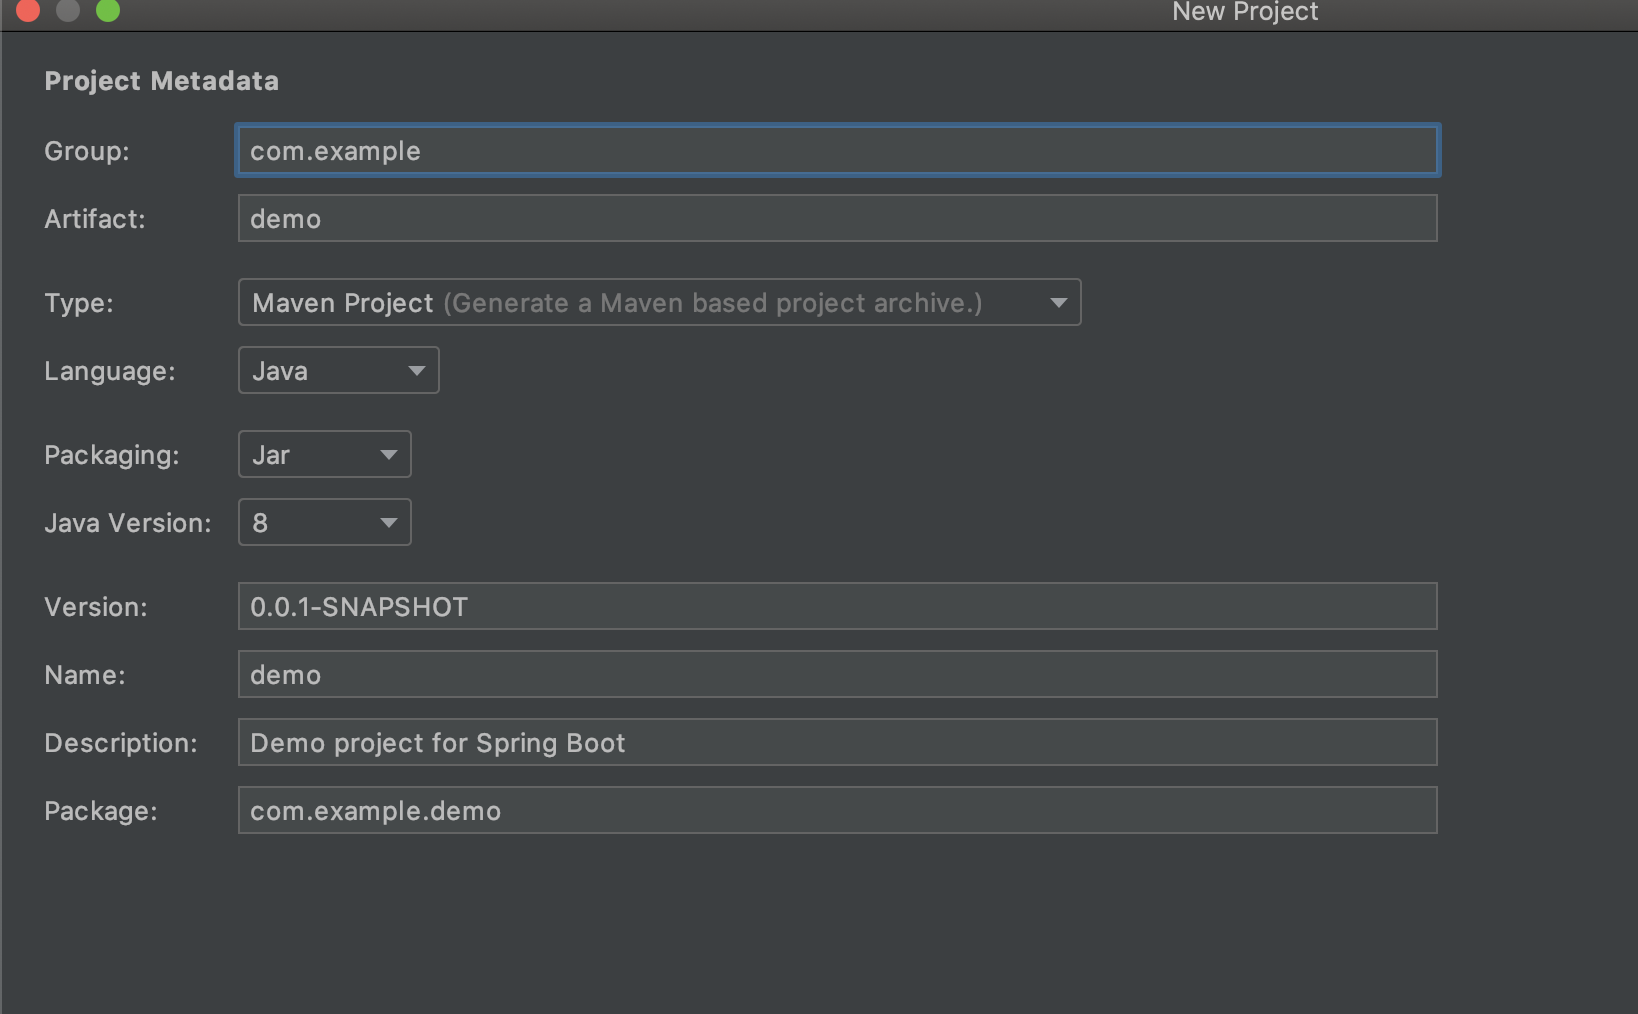 New Project
Project Metadata
Group: com.example
Artifact: demo
Type: Maven Project (Generate a Maven based project archive.)
Language: Java
Packaging: Jar
Java Version: 8
Version: 0.0.1-SNAPSHOT
Name: demo
Description: Demo project for Spring Boot
Package: com.example.demo